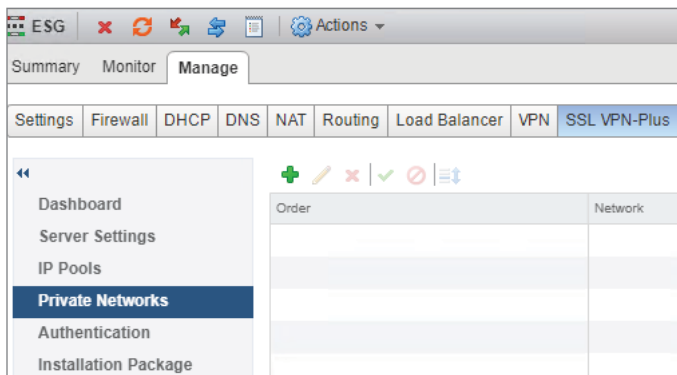 ESG Actions
Summary Monitor Manage
Settings Firewall DHCP DNS NAT Routing Load Balancer VPN SSL VPN-Plus
Dashboard
Order Network
Server Settings
IP Pools
Private Networks
Authentication
Installation Package